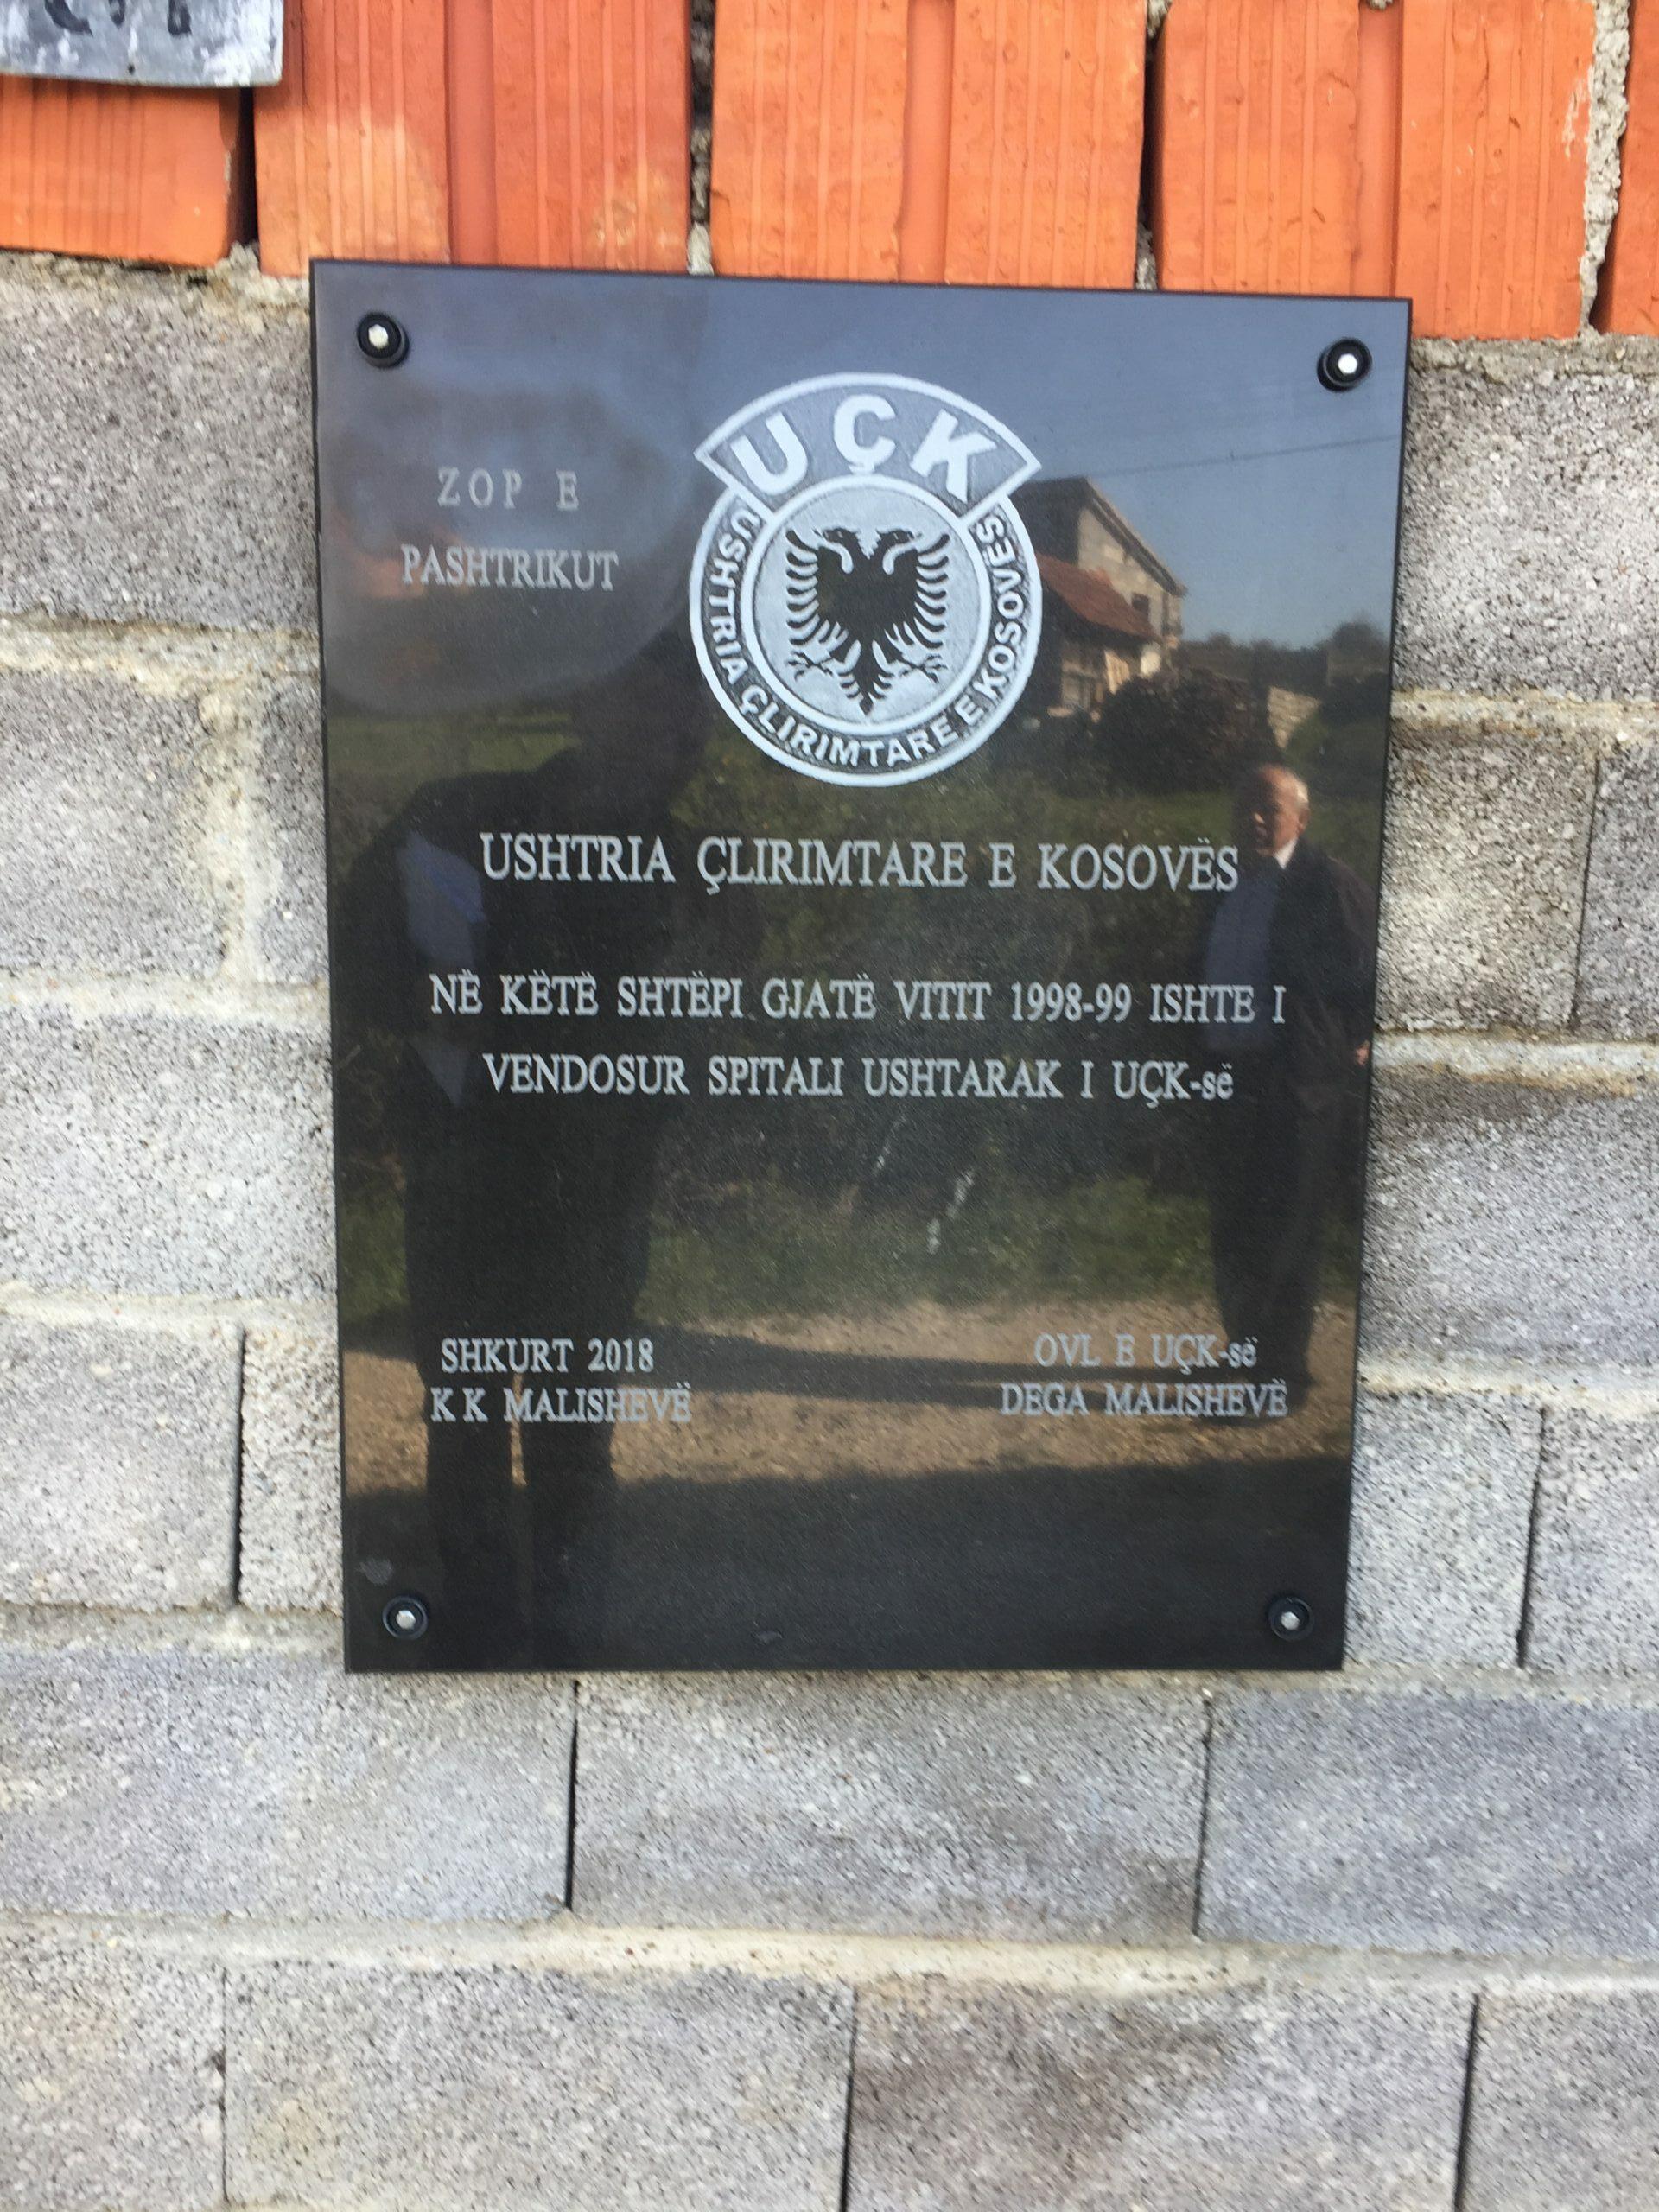 ZOP E
PASHTRIKUT
UÇK
USHTRIA ÇLIRIMTARE E KOSOVËS
USHTRIA ÇLIRIMTARE E KOSOVËS
NË KËTË SHTËPI GJATË VITIT 1998-99 ISHTE I
VENDOSUR SPITALI USHTARAK I UÇK-së
SHKURT 2018
K K MALISHEVË
OVL E UÇK-së
DEGA MALISHEVË